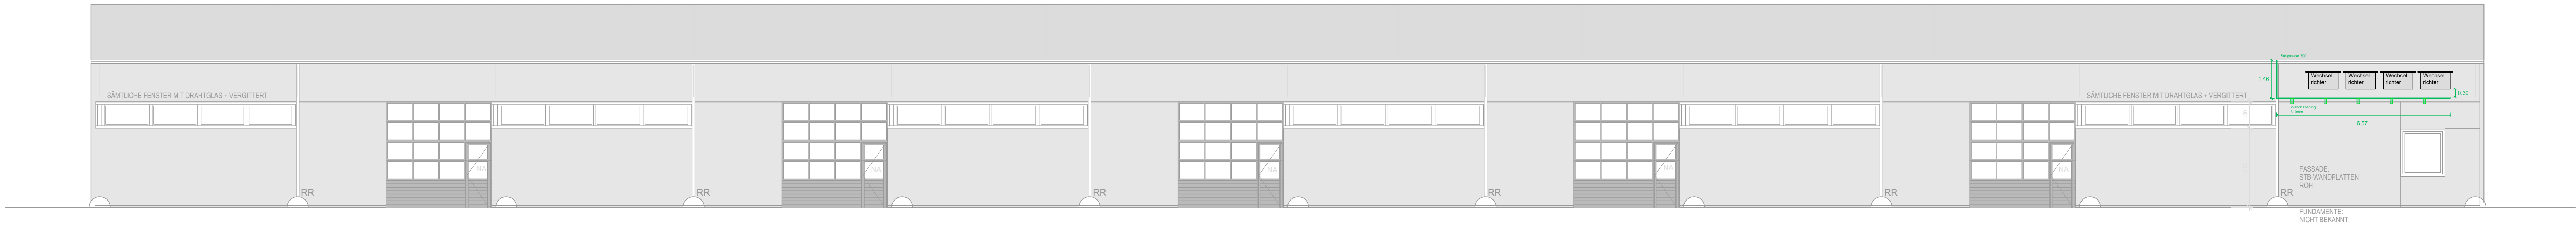 SÄMTLICHE FENSTER MIT DRAHTGLAS + VERGITTERT
RR
NA
RR
NA
RR
NA
RR
NA
RR
NA
SÄMTLICHE FENSTER MIT DRAHTGLAS + VERGITTERT
1.46
Wechsel-
richter
Wechsel-
richter
Wechsel-
richter
Wechsel-
richter
0.30
6.57
RR
FASSADE:
STB-WANDPLATTEN
ROH
FUNDAMENTE:
NICHT BEKANNT